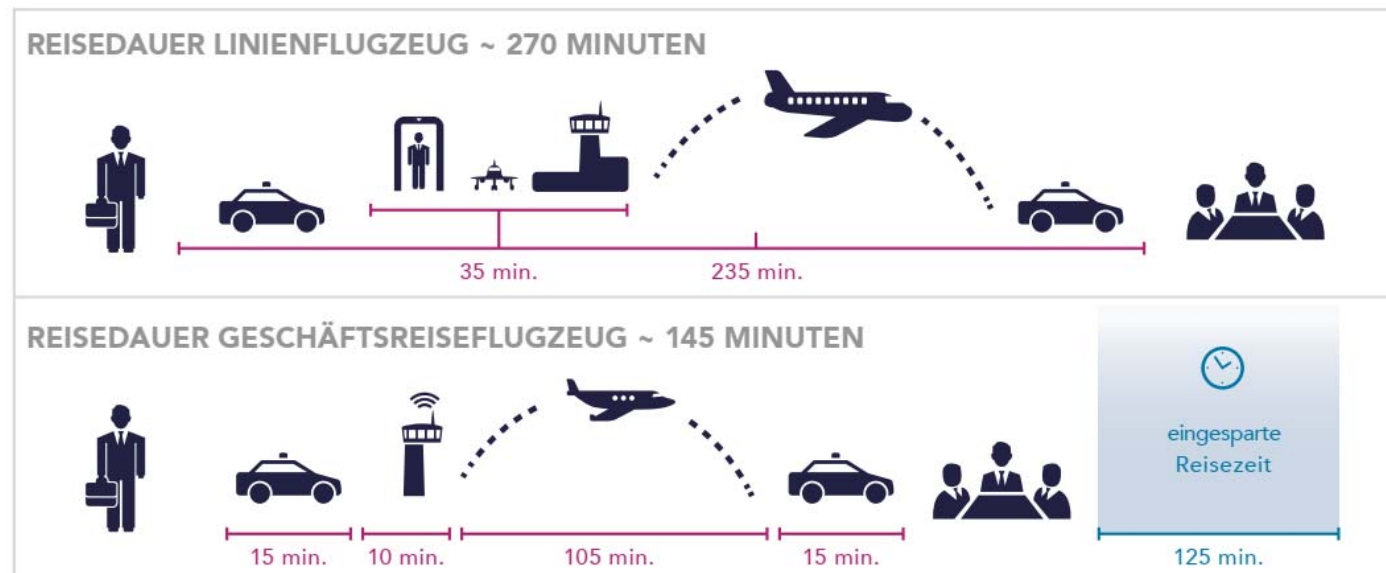 REISEDAUER LINIENFLUGZEUG ~ 270 MINUTEN
35 min.
235 min.
REISEDAUER GESCHÄFTSREISEFLUGZEUG ~ 145 MINUTEN
eingesparte
Reisezeit
15 min.
10 min.
105 min.
15 min.
125 min.